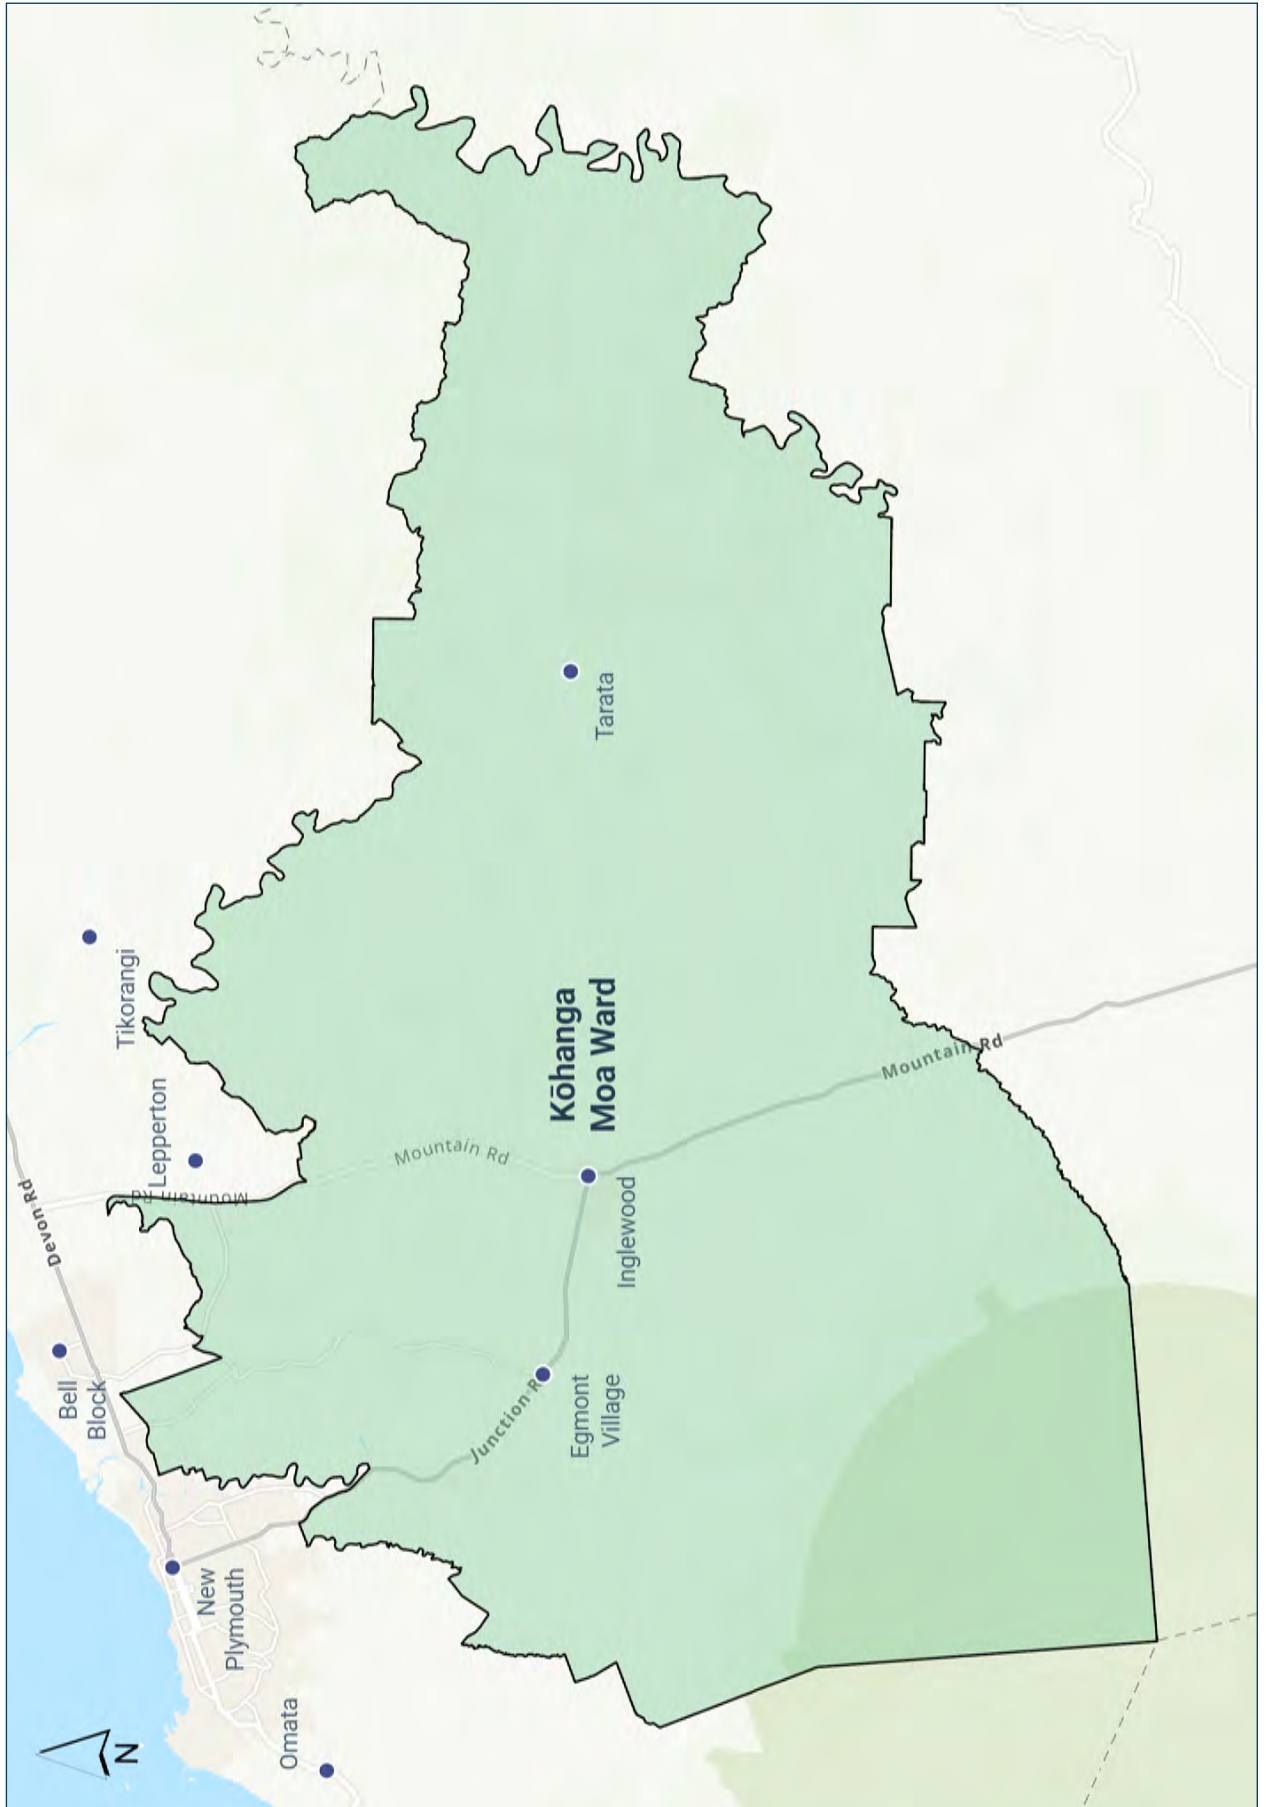 Devon Rd
Tikorangi
Lepperton
Mountain Rd
Bell
Block
New
Plymouth
Omata
N
Mountain Rd
Kōhanga
Moa Ward
Tarata
Inglewood
Junction R
Egmont
Village
Mountain Rd